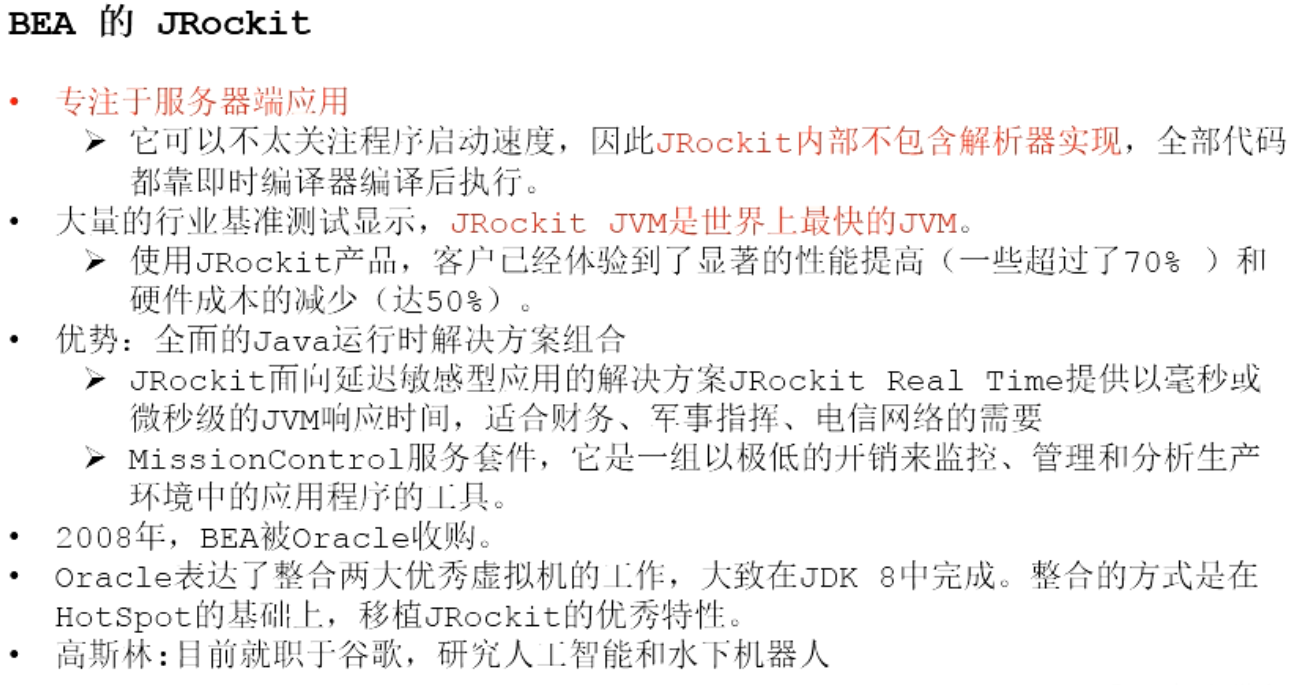 BEA 的 JRockit
• 专注于服务器端应用
➢ 它可以不太关注程序启动速度，因此JRockit内部不包含解析器实现，全部代码
都靠即时编译器编译后执行。
• 大量的行业基准测试显示，JRockit JVM是世界上最快的JVM。
➢ 使用JRockit产品，客户已经体验到了显著的性能提高（一些超过了70% ）和
硬件成本的减少（达50%）。
• 优势：全面的Java运行时解决方案组合
➢ JRockit面向延迟敏感型应用的解决方案JRockit Real Time提供以毫秒或
微秒级的JVM响应时间，适合财务、军事指挥、电信网络的需要
➢ MissionControl服务套件，它是一组以极低的开销来监控、管理和分析生产
环境中的应用程序的工具。
• 2008年，BEA被Oracle收购。
• Oracle表达了整合两大优秀虚拟机的工作，大致在JDK 8中完成。整合的方式是在
HotSpot的基础上，移植JRockit的优秀特性。
• 高斯林:目前就职于谷歌，研究人工智能和水下机器人